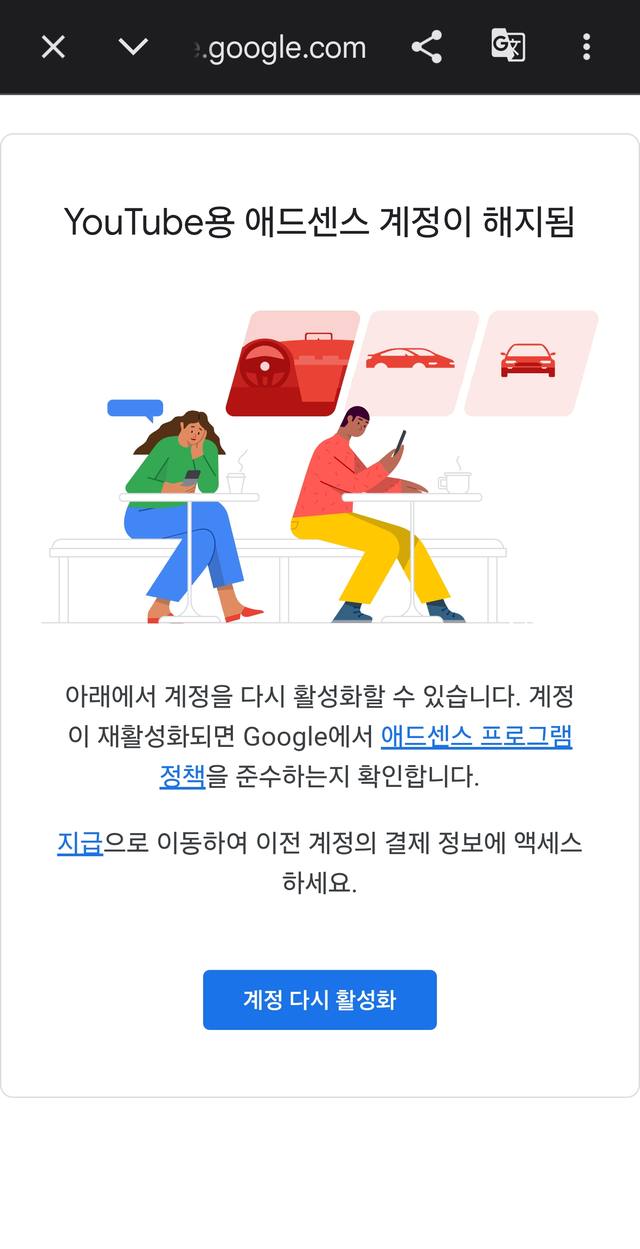 .google.com
YouTube용 애드센스 계정이 해지됨
아래에서 계정을 다시 활성화할 수 있습니다. 계정
이 재활성화되면 Google에서 애드센스 프로그램
정책을 준수하는지 확인합니다.
지급으로 이동하여 이전 계정의 결제 정보에 액세스
하세요.
계정 다시 활성화